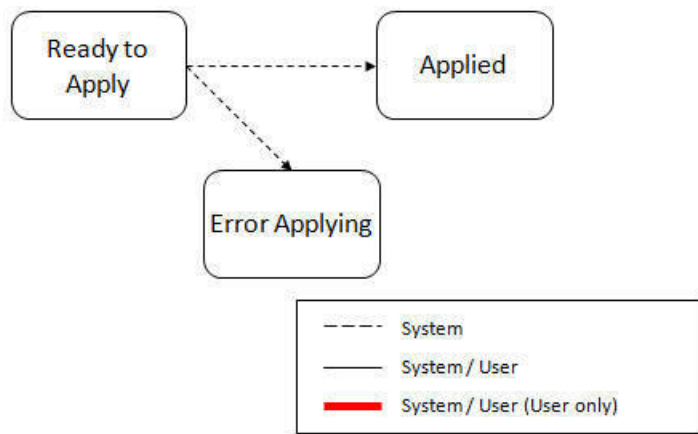 Ready to
Apply
Applied
Error Applying
System
System / User
System / User (User only)